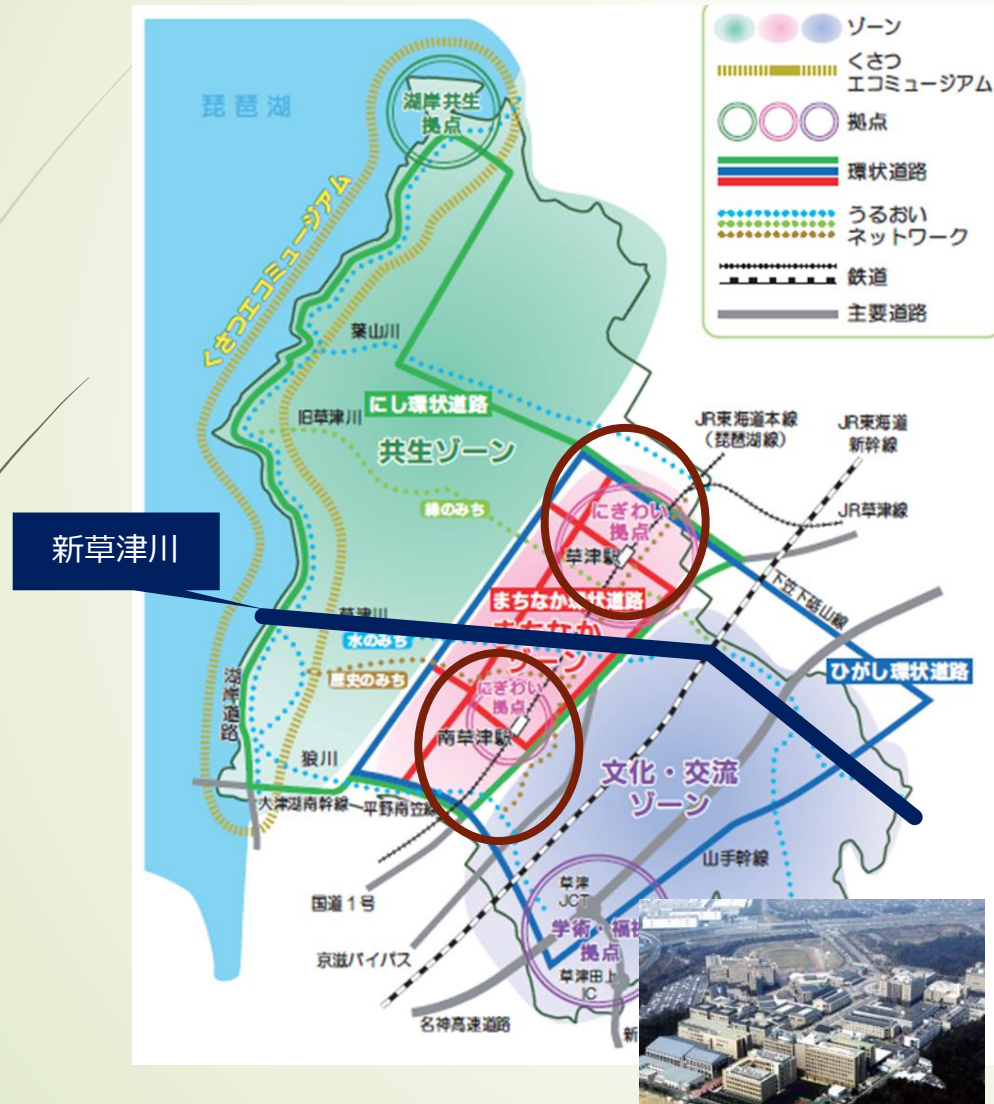 ゾーン
くさつ
エコミュージアム
拠点
環状道路
うるおい
ネットワーク
鉄道
主要道路
琵琶湖
湖岸共生
拠点
くさつエコミュージアム
葉山川
にし環状道路
旧草津川
共生ゾーン
緑のみち
JR東海道本線
(琵琶湖線)
JR東海道
新幹線
JR草津線
にぎわい
拠点
草津駅
下笠下砥山線
新草津川
まちなか環状道路
まちなか
ゾーン
草津川
水のみち
歴史のみち
ひがし環状道路
にぎわい
拠点
南草津駅
湖岸道路
狼川
文化・交流
ゾーン
大津湖南幹線
平野南笠線
山手幹線
国道1号
草津
JCT
学術・福祉
拠点
京滋バイパス
草津田上
IC
名神高速道路
新